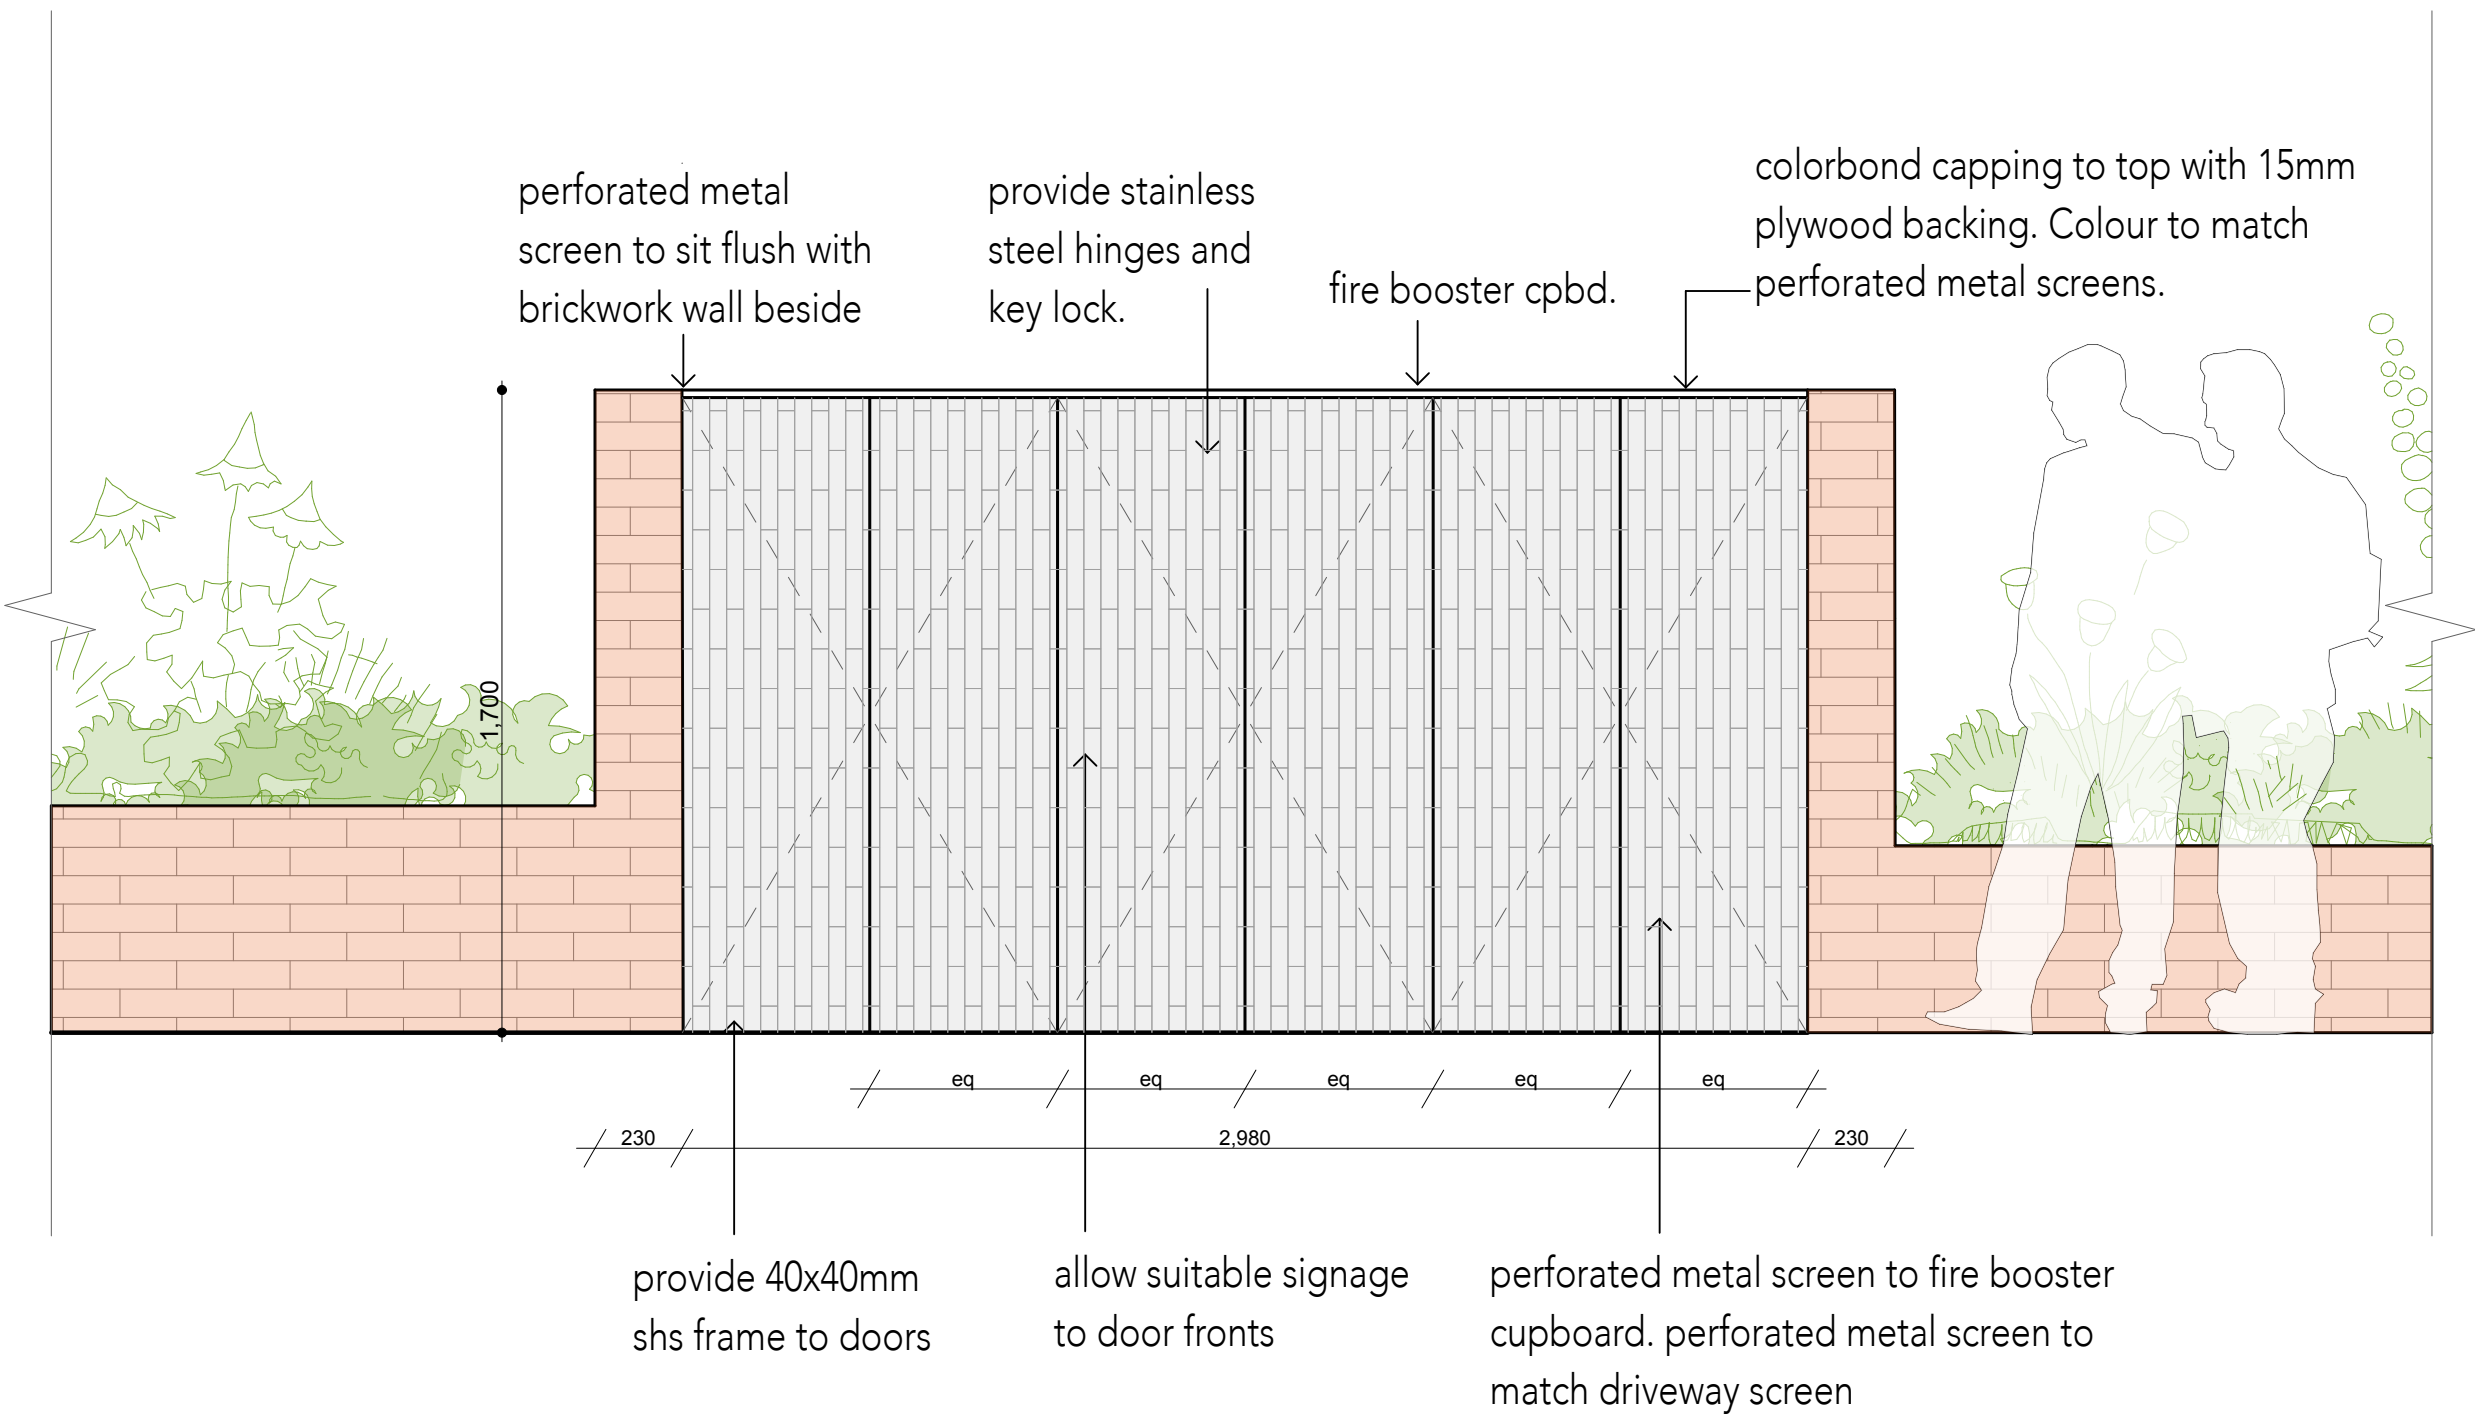 perforated metal
screen to sit flush with
brickwork wall beside
provide stainless
steel hinges and
key lock.
fire booster cpbd.
colorbond capping to top with 15mm
plywood backing. Colour to match
perforated metal screens.
1,700
eq eq eq eq eq
230 2,980 230
provide 40x40mm
shs frame to doors
allow suitable signage
to door fronts
perforated metal screen to fire booster
cupboard. perforated metal screen to
match driveway screen